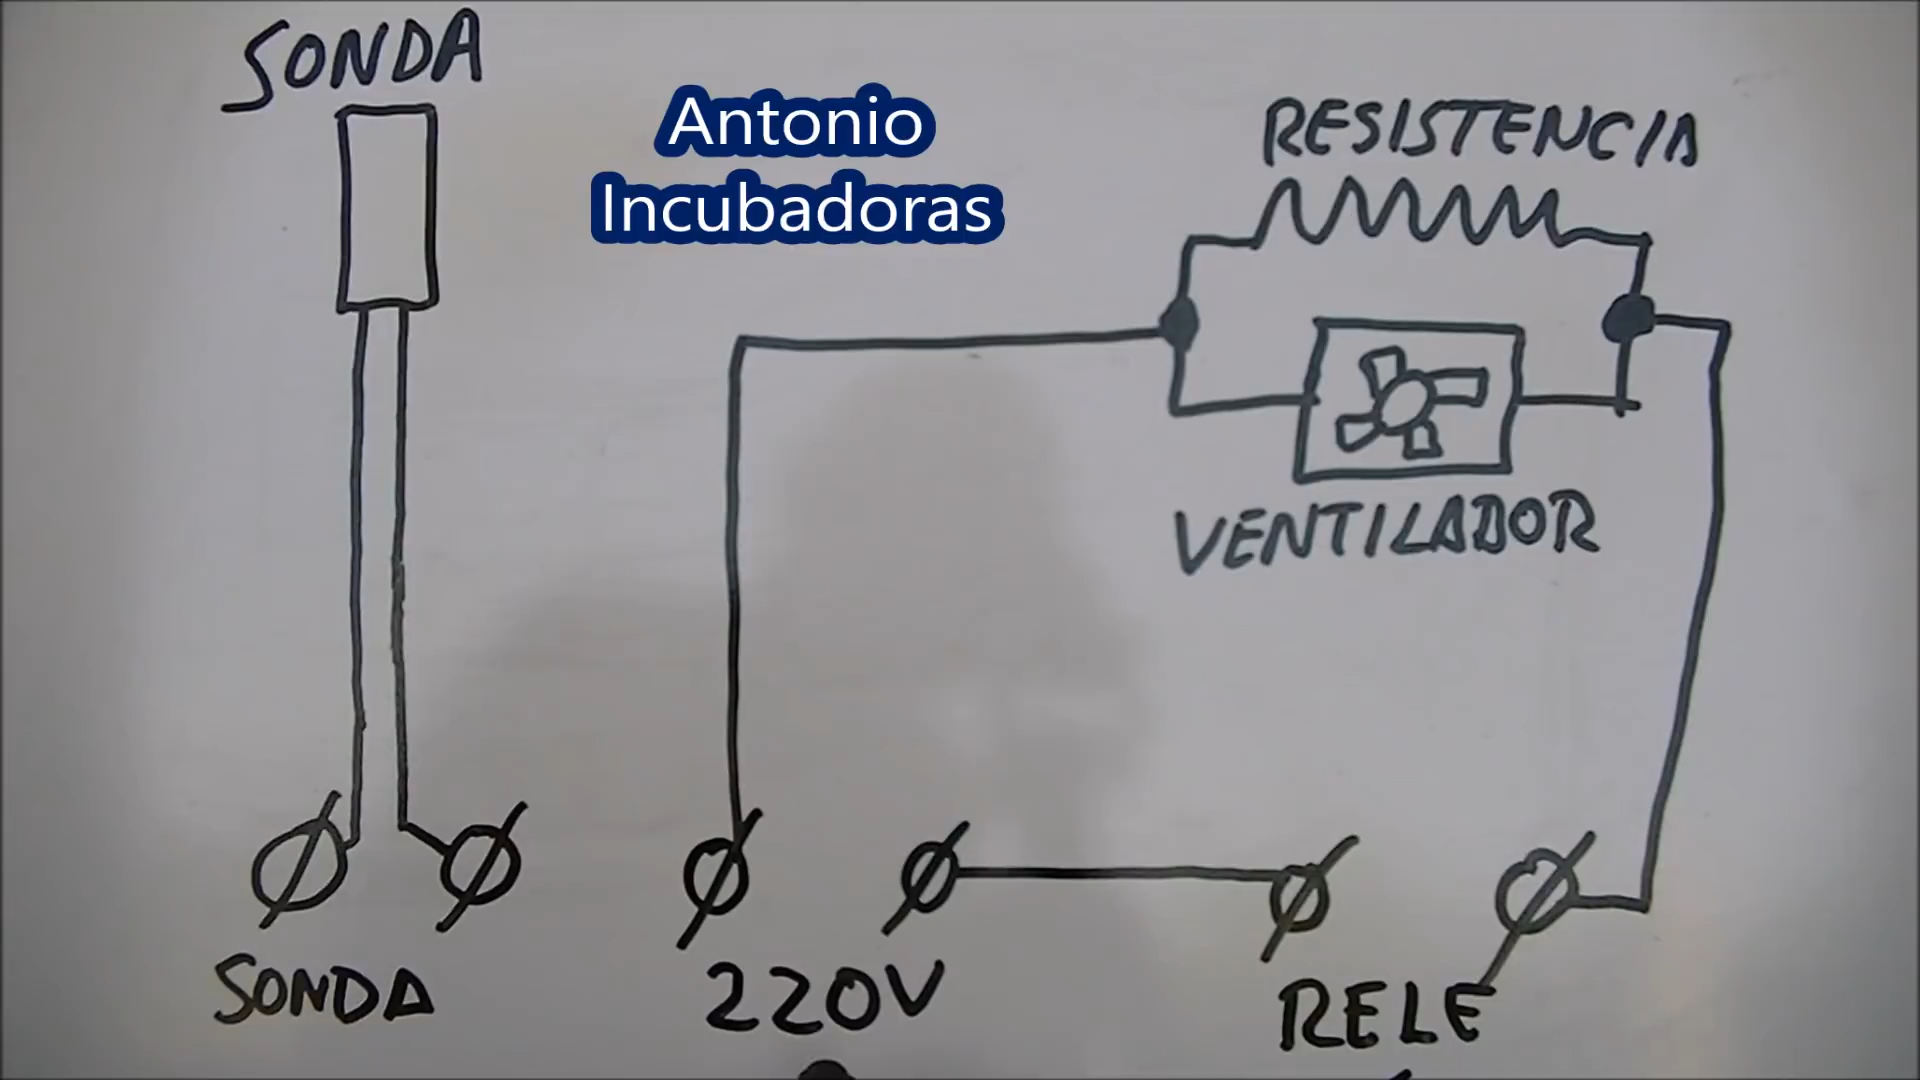 SONDA
Antonio
Incubadoras
RESISTENCIA
VENTILADOR
SONDA
220V
RELE